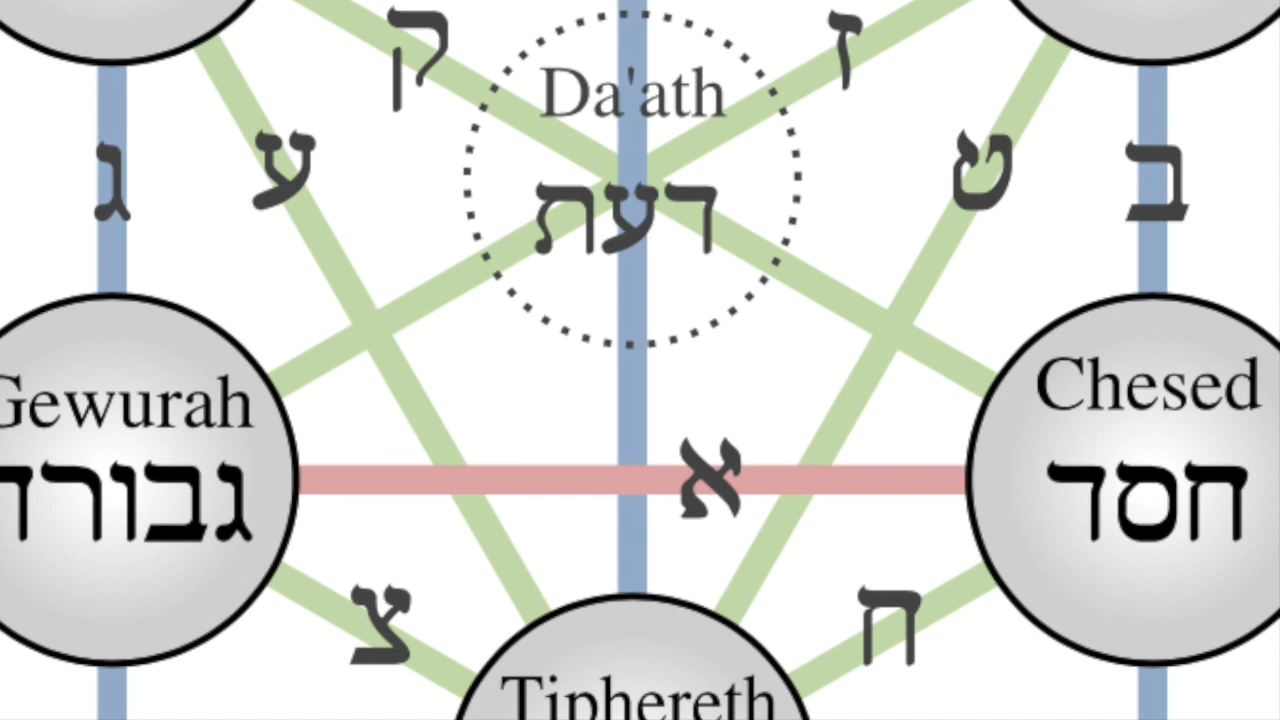 ק
ז
Da'ath
ג
ע
ט
ב
דעת
Gewurah
גבורה
Chesed
חסד
א
צ
ח
Tiphereth